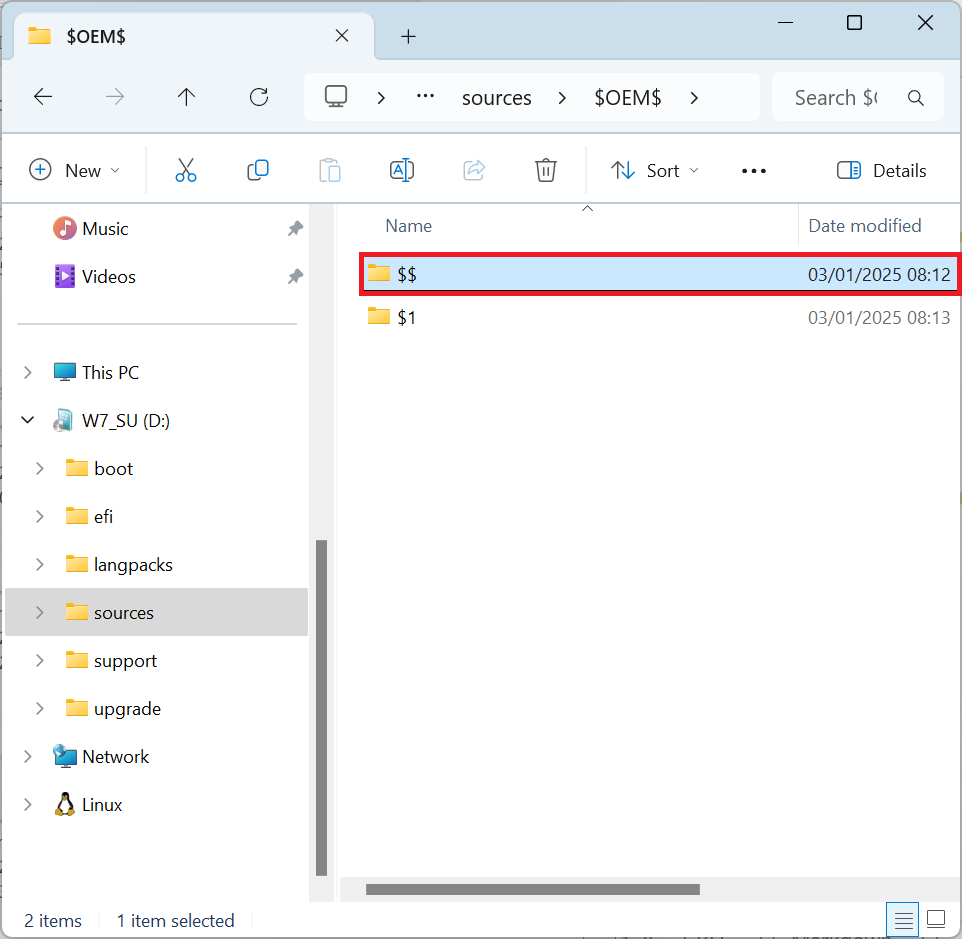 $OEM$
sources $OEM$ Search $(
New Sort Details
Name Date modified
Music
Videos
$$ 03/01/2025 08:12
$1 03/01/2025 08:13
This PC
W7_SU (D:)
boot
efi
langpacks
sources
support
upgrade
Network
Linux
2 items 1 item selected